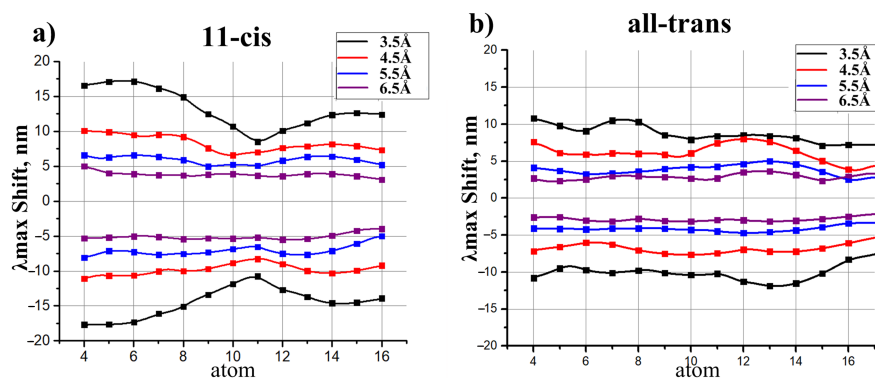 a) 11-cis
3.5Å
4.5Å
5.5Å
6.5Å
20
15
10
5
0
−5
−10
−15
−20
λmax Shift, nm
4 6 8 10 12 14 16
atom
b) all-trans
3.5Å
4.5Å
5.5Å
6.5Å
20
15
10
5
0
−5
−10
−15
−20
λmax Shift, nm
4 6 8 10 12 14 16
atom